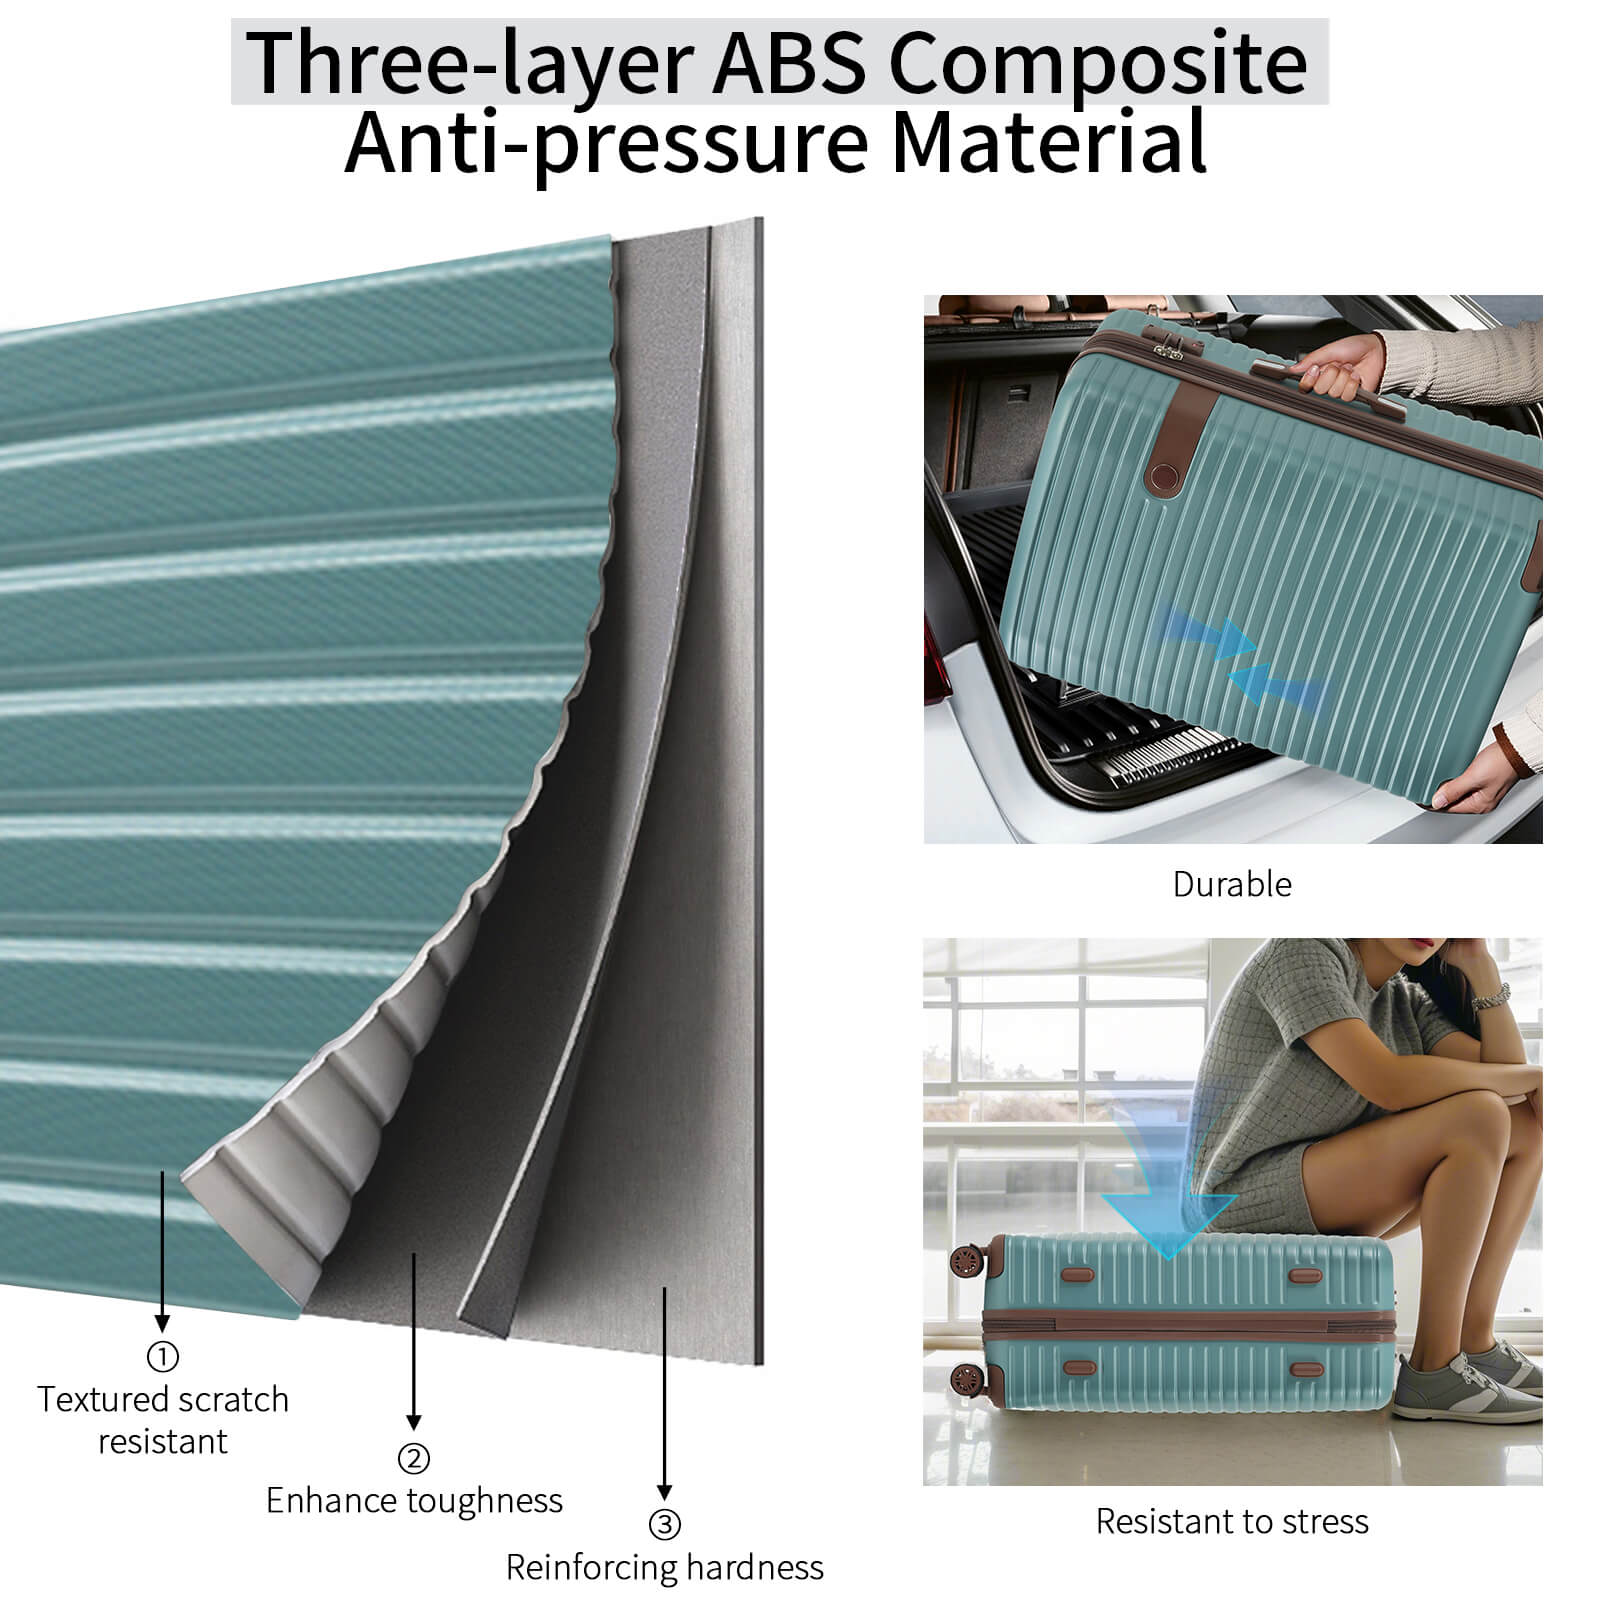 Three-layer ABS Composite
Anti-pressure Material
Durable
①
Textured scratch
resistant
②
Enhance toughness
③
Reinforcing hardness
Resistant to stress